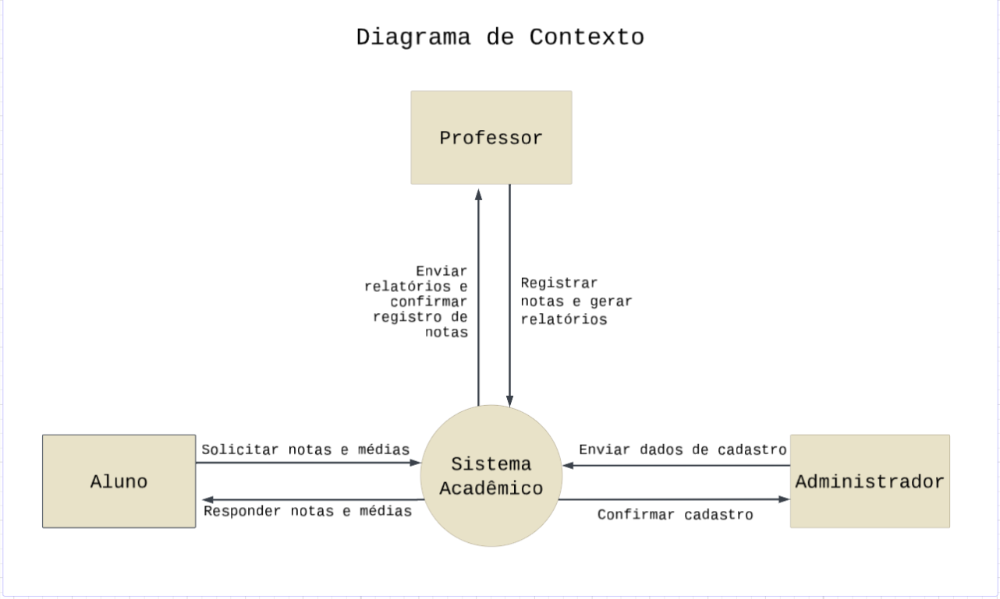 Diagrama de Contexto
Professor
Enviar
relatórios e
confirmar
registro de
notas
Registrar
notas e gerar
relatórios
Solicitar notas e médias
Enviar dados de cadastro
Aluno
Sistema
Acadêmico
Administrador
Responder notas e médias
Confirmar cadastro